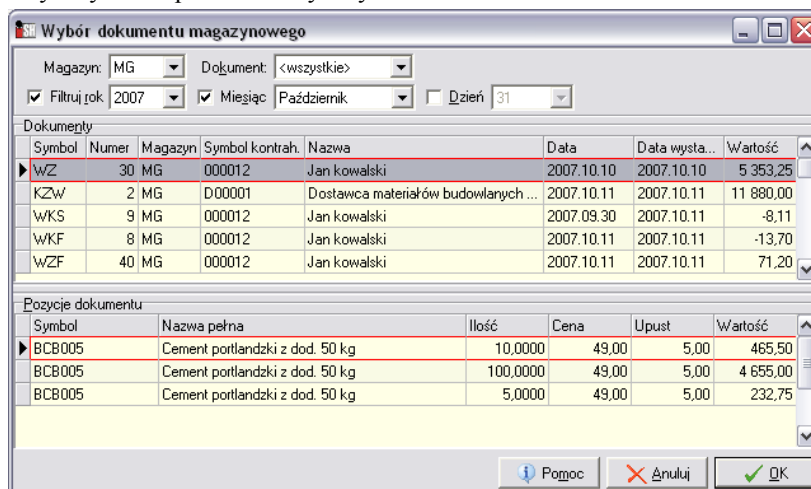 Wybór dokumentu magazynowego
Magazyn: MG Dokument: <wszystkie>
Filtruj rok 2007 Miesiąc Październik Dzień 31
Dokumenty
Symbol Numer Magazyn Symbol kontrah. Nazwa Data Data wysta... Wartość
WZ 30 MG 000012 Jan kowalski 2007.10.10 2007.10.10 5 353,25
KZW 2 MG D00001 Dostawca materiałów budowlanych ... 2007.10.11 2007.10.11 11 880,00
WKS 9 MG 000012 Jan kowalski 2007.09.30 2007.10.11 -8,11
WKF 8 MG 000012 Jan kowalski 2007.10.11 2007.10.11 -13,70
WZF 40 MG 000012 Jan kowalski 2007.10.11 2007.10.11 71,20
Pozycje dokumentu
Symbol Nazwa pełna Ilość Cena Upust Wartość
BCB005 Cement portlandzki z dod. 50 kg 10,0000 49,00 5,00 465,50
BCB005 Cement portlandzki z dod. 50 kg 100,0000 49,00 5,00 4 655,00
BCB005 Cement portlandzki z dod. 50 kg 5,0000 49,00 5,00 232,75
Pomoc Anuluj OK